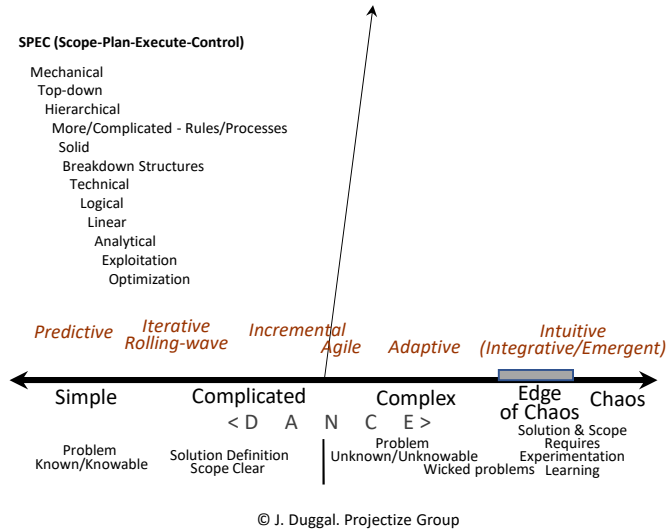 SPEC (Scope-Plan-Execute-Control)
Mechanical
Top-down
Hierarchical
More/Complicated - Rules/Processes
Solid
Breakdown Structures
Technical
Logical
Linear
Analytical
Exploitation
Optimization
Predictive
Iterative
Rolling-wave
Incremental
Agile
Adaptive
Intuitive
(Integrative/Emergent)
Simple
Complicated
Complex
Edge
of Chaos
Chaos
< D A N C E >
Problem
Known/Knowable
Solution Definition
Scope Clear
Problem
Unknown/Unknowable
Wicked problems
Solution & Scope
Requires
Experimentation
Learning
© J. Duggal. Projectize Group